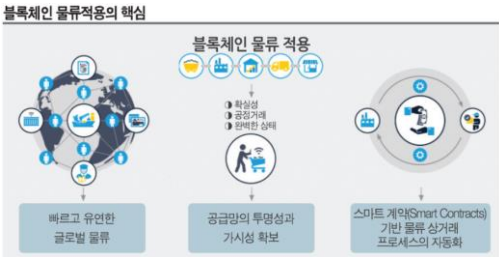 블록체인 물류적용의 핵심
블록체인 물류 적용
확실성
공정거래
완벽한 상태
빠르고 유연한
글로벌 물류
공급망의 투명성과
가시성 확보
스마트 계약(Smart Contracts)
기반 물류 상거래
프로세스의 자동화